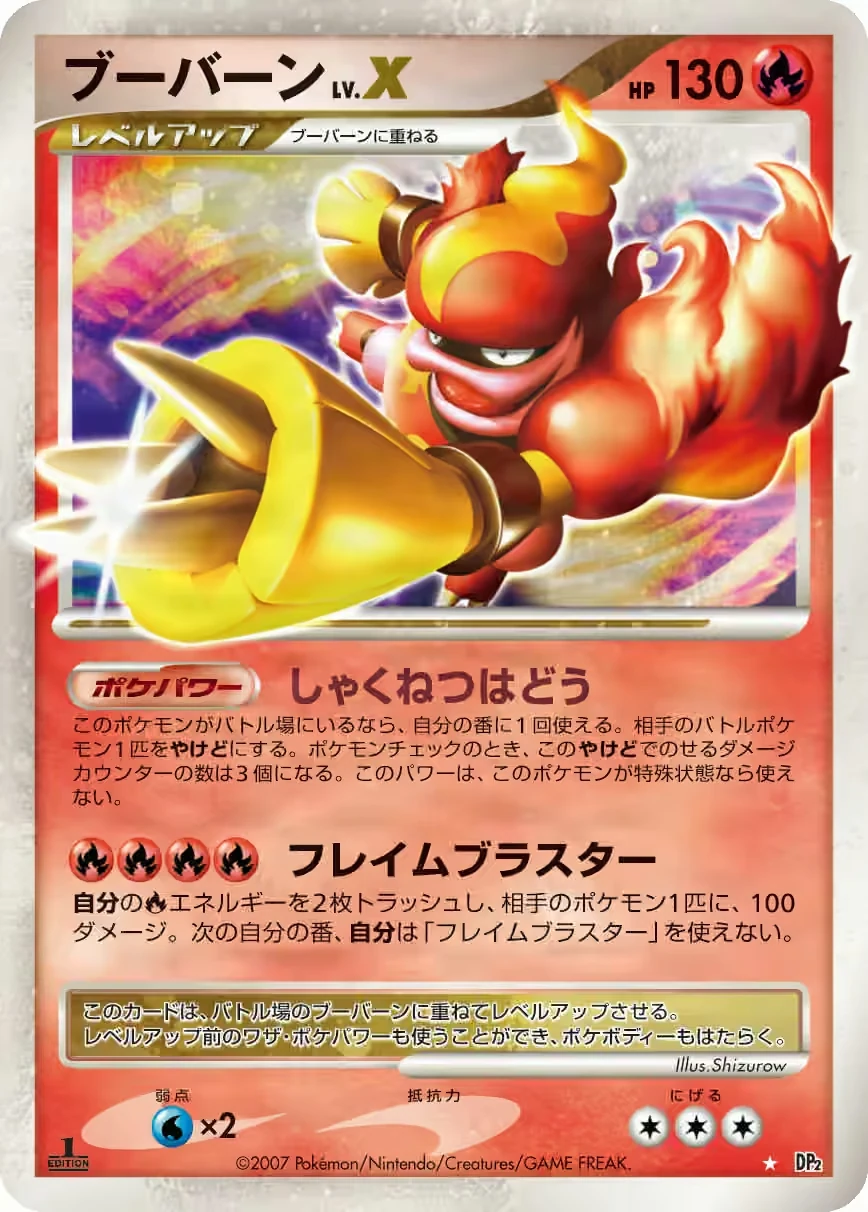 ブーバーン LV.X HP 130
レベルアップ ブーバーンに重ねる
ポケパワー しゃくねつはどう
このポケモンがバトル場にいるなら、自分の番に1回使える。相手のバトルポケ
モン1匹をやけどにする。ポケモンチェックのとき、このやけどでのせるダメージ
カウンターの数は3個になる。このパワーは、このポケモンが特殊状態なら使え
ない。
フレイムブラスター
自分のエネルギーを2枚トラッシュし、相手のポケモン1匹に、100
ダメージ。次の自分の番、自分は「フレイムブラスター」を使えない。
このカードは、バトル場のブーバーンに重ねてレベルアップさせる。
レベルアップ前のワザ・ポケパワーも使うことができ、ポケボディーもはたらく。
Illus.Shizurow
弱点 抵抗力 にげる
×2
1 EDITION
©2007 Pokémon/Nintendo/Creatures/GAME FREAK.
★ DP2